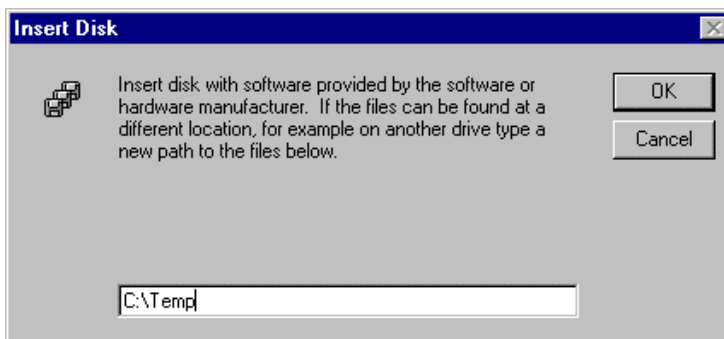 Insert Disk
Insert disk with software provided by the software or
hardware manufacturer.  If the files can be found at a
different location, for example on another drive type a
new path to the files below.
OK
Cancel
C:\Temp